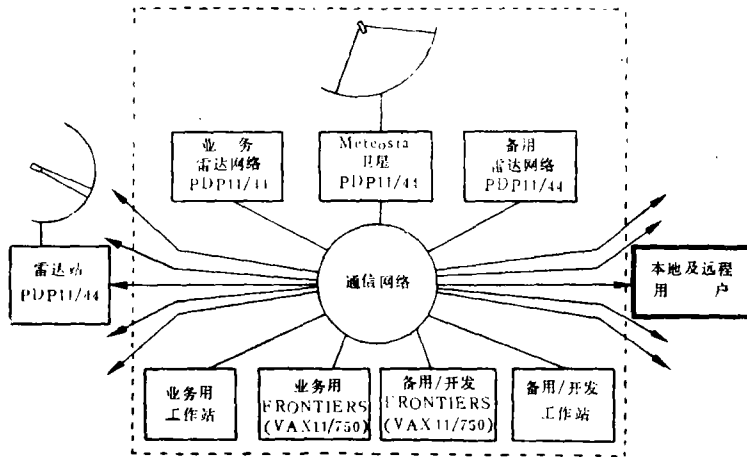 业务
雷达网络
PDP11/44
Meteosta
卫星
PDP11/44
备用
雷达网络
PDP11/44
雷达站
PDP11/44
通信网络
本地及远程
用户
业务用
工作站
业务用
FRONTIERS
(VAX11/750)
备用/开发
FRONTIERS
(VAX11/750)
备用/开发
工作站